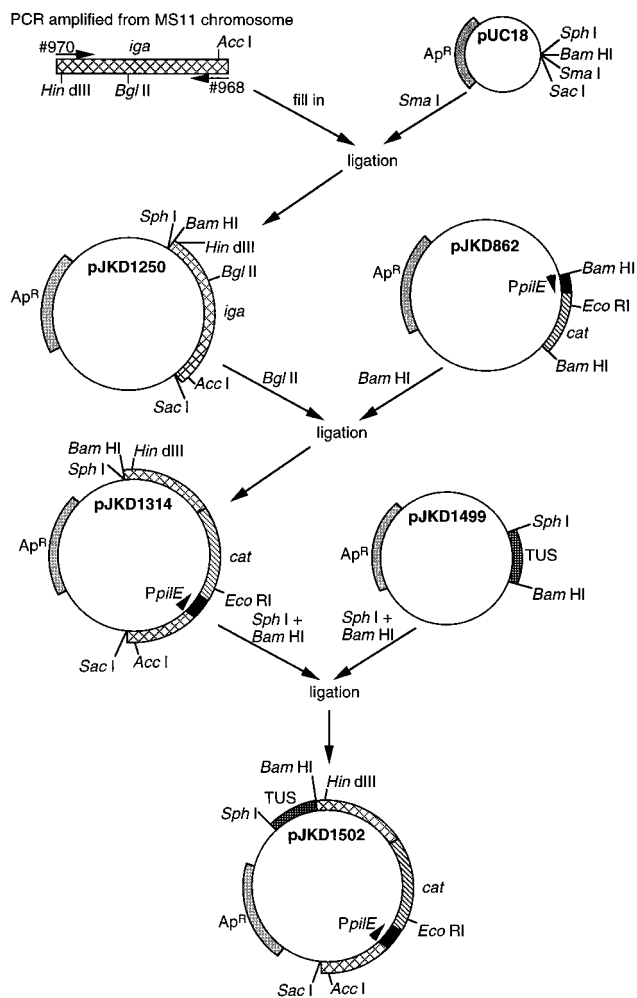 PCR amplified from MS11 chromosome
#970 iga Acc I
Hin dIII Bgl II #968
Ap^R pUC18 Sph I
Bam HI
Sma I
Sac I
fill in Sma I
ligation
Sph I Bam HI
Hin dIII
pJKD1250
Bgl II
Ap^R
iga
Acc I
Sac I
pJKD862
Ap^R
PpilE Bam HI
Eco RI
cat
Bam HI
Bgl II Bam HI
ligation
Bam HI Hin dIII
Sph I
pJKD1314
Ap^R
cat
PpilE
Eco RI
Sac I Acc I
pJKD1499
Sph I
Ap^R
TUS
Bam HI
Sph I +
Bam HI
Sph I +
Bam HI
ligation
Bam HI Hin dIII
TUS
Sph I
pJKD1502
cat
Ap^R
PpilE
Eco RI
Sac I Acc I